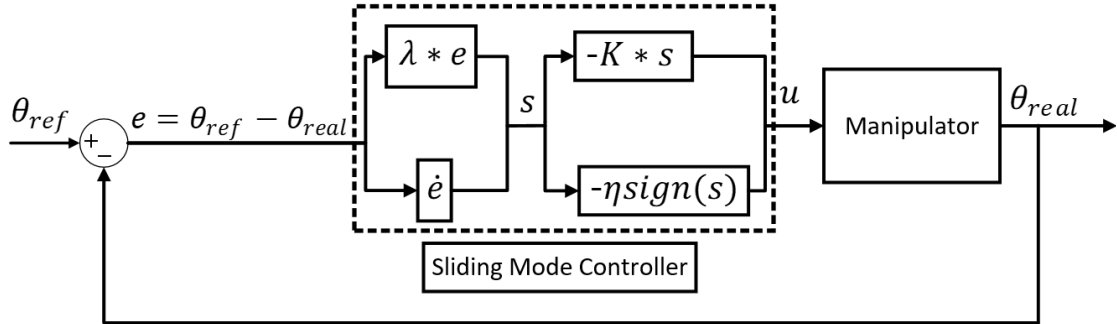 θ_ref
+
−
e = θ_ref − θ_real
λ ∗ e
ė
s
-K ∗ s
-ηsign(s)
u
Manipulator
θ_real
Sliding Mode Controller